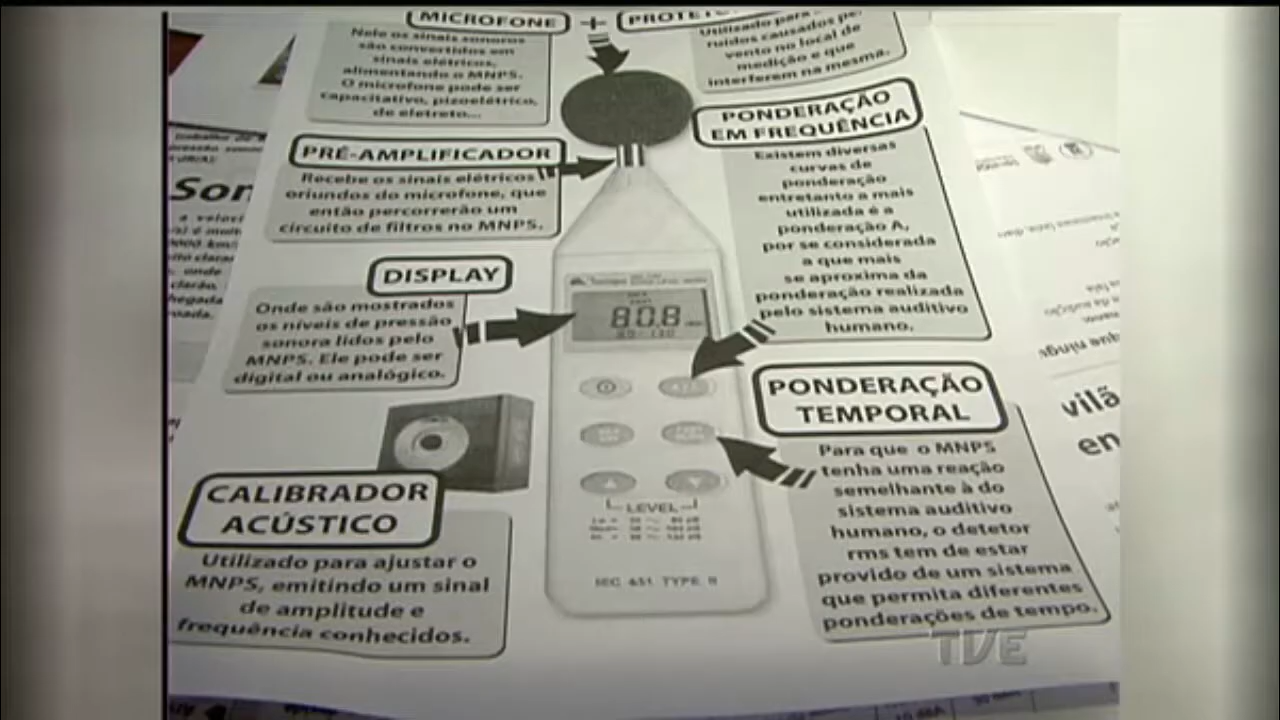 MICROFONE
+
Nele os sinais sonoros
são convertidos em
sinais elétricos,
alimentando o MNPS.
O microfone pode ser
capacitativo, pizoelétrico,
de eletreto...
Utilizado para
ruídos causados pelo
vento no local de
medição e que
interferem na mesma.
PRÉ-AMPLIFICADOR
Recebe os sinais elétricos
oriundos do microfone, que
então percorrerão um
circuito de filtros no MNPS.
PONDERAÇÃO
EM FREQUÊNCIA
Existem diversas
curvas de
ponderação
entretanto a mais
utilizada é a
ponderação A,
por se considerada
a que mais
se aproxima da
ponderação realizada
pelo sistema auditivo
humano.
DISPLAY
Onde são mostrados
os níveis de pressão
sonora lidos pelo
MNPS. Ele pode ser
digital ou analógico.
80.8
PONDERAÇÃO
TEMPORAL
Para que o MNPS
tenha uma reação
semelhante à do
sistema auditivo
humano, o detetor
rms tem de estar
provido de um sistema
que permita diferentes
ponderações de tempo.
CALIBRADOR
ACÚSTICO
Utilizado para ajustar o
MNPS, emitindo um sinal
de amplitude e
frequência conhecidos.
LEVEL
IEC 651 TYPE II
Son
onde
clarão.
vilã
en
que
TVE